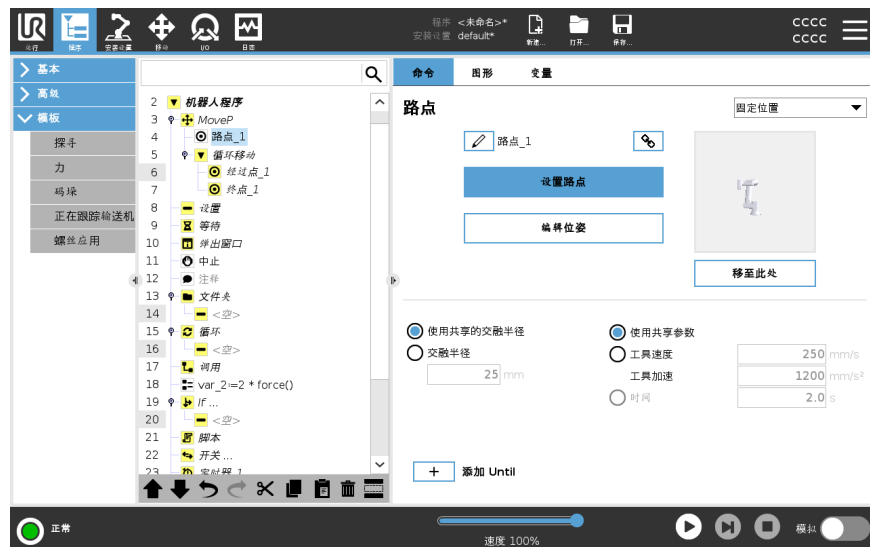 UR
运行
程序
安装设置
移动
I/O
日志
程序 <未命名>*
安装设置 default*
新建...
打开...
保存...
CCCC
CCCC
基本
高级
模板
探寻
力
码垛
正在跟踪输送机
螺丝应用
2 机器人程序
3 MoveP
4 路点_1
5 循环移动
6 经过点_1
7 终点_1
8 设置
9 等待
10 弹出窗口
11 中止
12 注释
13 文件夹
14 <空>
15 循环
16 <空>
17 调用
18 var_2:=2 * force()
19 If ...
20 <空>
21 脚本
22 开关 ...
23 定时器_1
命令 图形 变量
路点
固定位置
路点_1
设置路点
编辑位姿
移至此处
使用共享的交融半径
交融半径
25 mm
使用共享参数
工具速度 250 mm/s
工具加速 1200 mm/s²
时间 2.0 s
+ 添加 Until
正常
速度 100%
模拟